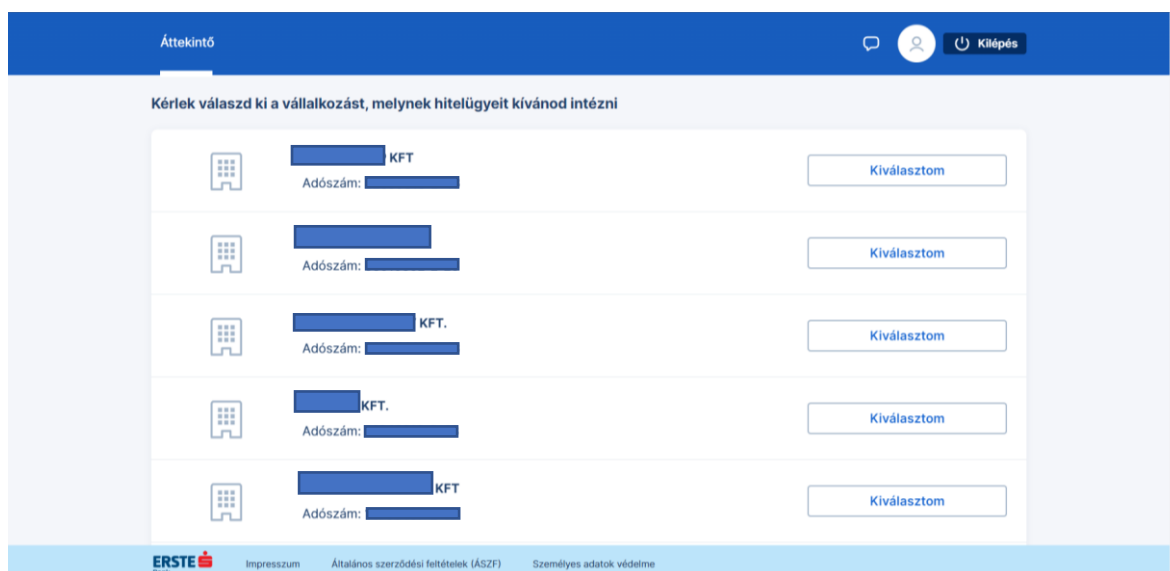 Áttekintő
Kilépés
Kérlek válaszd ki a vállalkozást, melynek hitelügyeit kívánod intézni
KFT
Adószám:
Kiválasztom
Adószám:
Kiválasztom
KFT.
Adószám:
Kiválasztom
KFT.
Adószám:
Kiválasztom
KFT
Adószám:
Kiválasztom
ERSTE Impresszum Általános szerződési feltételek (ÁSZF) Személyes adatok védelme